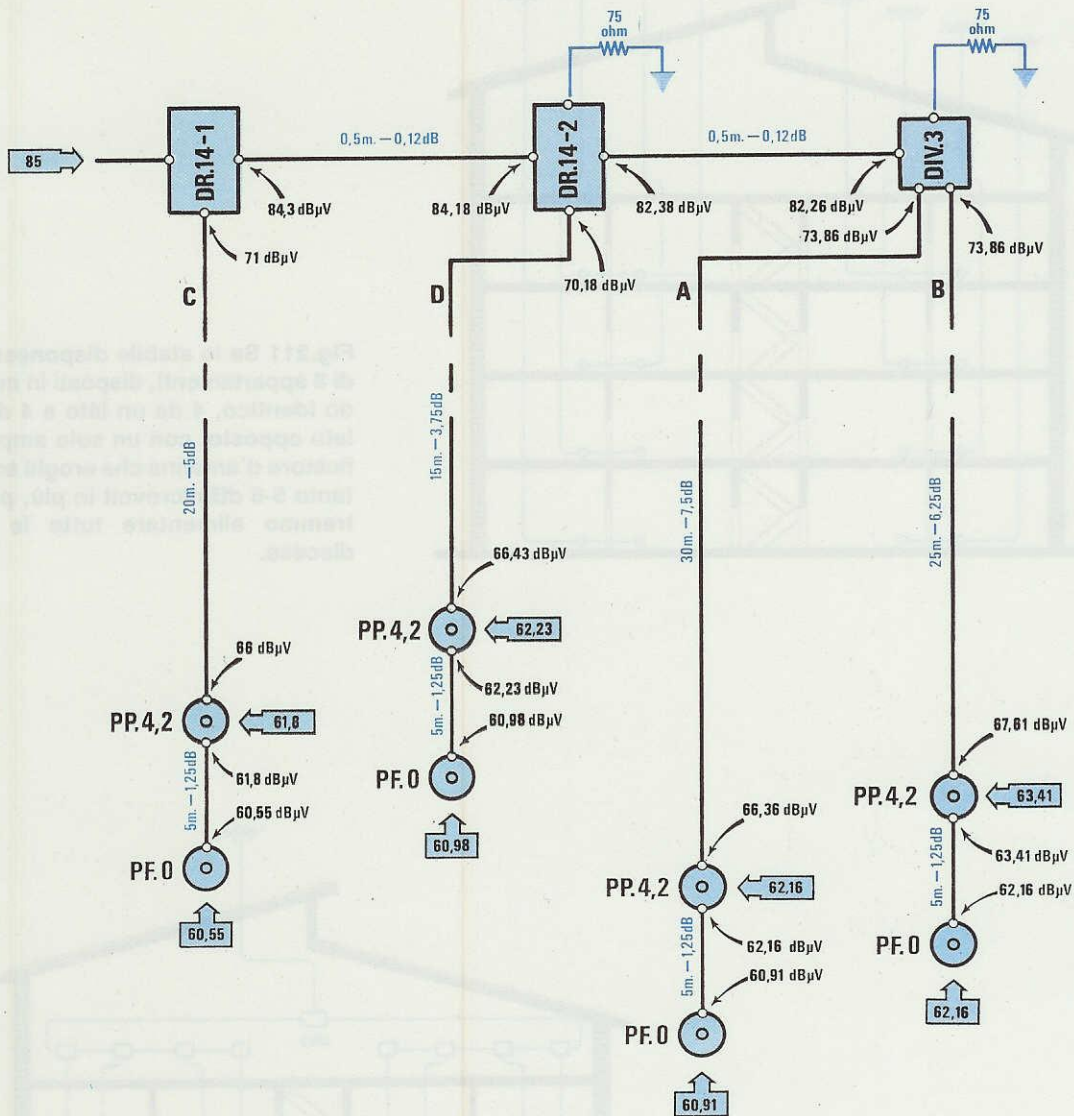 75
ohm
75
ohm
85
DR.14-1
0,5m.–0,12dB
DR.14-2
0,5m.–0,12dB
DIV.3
84,3 dBµV
84,18 dBµV
82,38 dBµV
82,26 dBµV
71 dBµV
70,18 dBµV
73,86 dBµV
73,86 dBµV
C
D
A
B
20m.–5dB
15m.–3,75dB
30m.–7,5dB
25m.–6,25dB
66,43 dBµV
PP.4,2
62,23
62,23 dBµV
5m.–1,25dB
60,98 dBµV
PF.0
60,98
66 dBµV
PP.4,2
61,8
61,8 dBµV
5m.–1,25dB
60,55 dBµV
PF.0
60,55
67,61 dBµV
PP.4,2
63,41
63,41 dBµV
5m.–1,25dB
62,16 dBµV
PF.0
62,16
66,36 dBµV
PP.4,2
62,16
62,16 dBµV
5m.–1,25dB
60,91 dBµV
PF.0
60,91